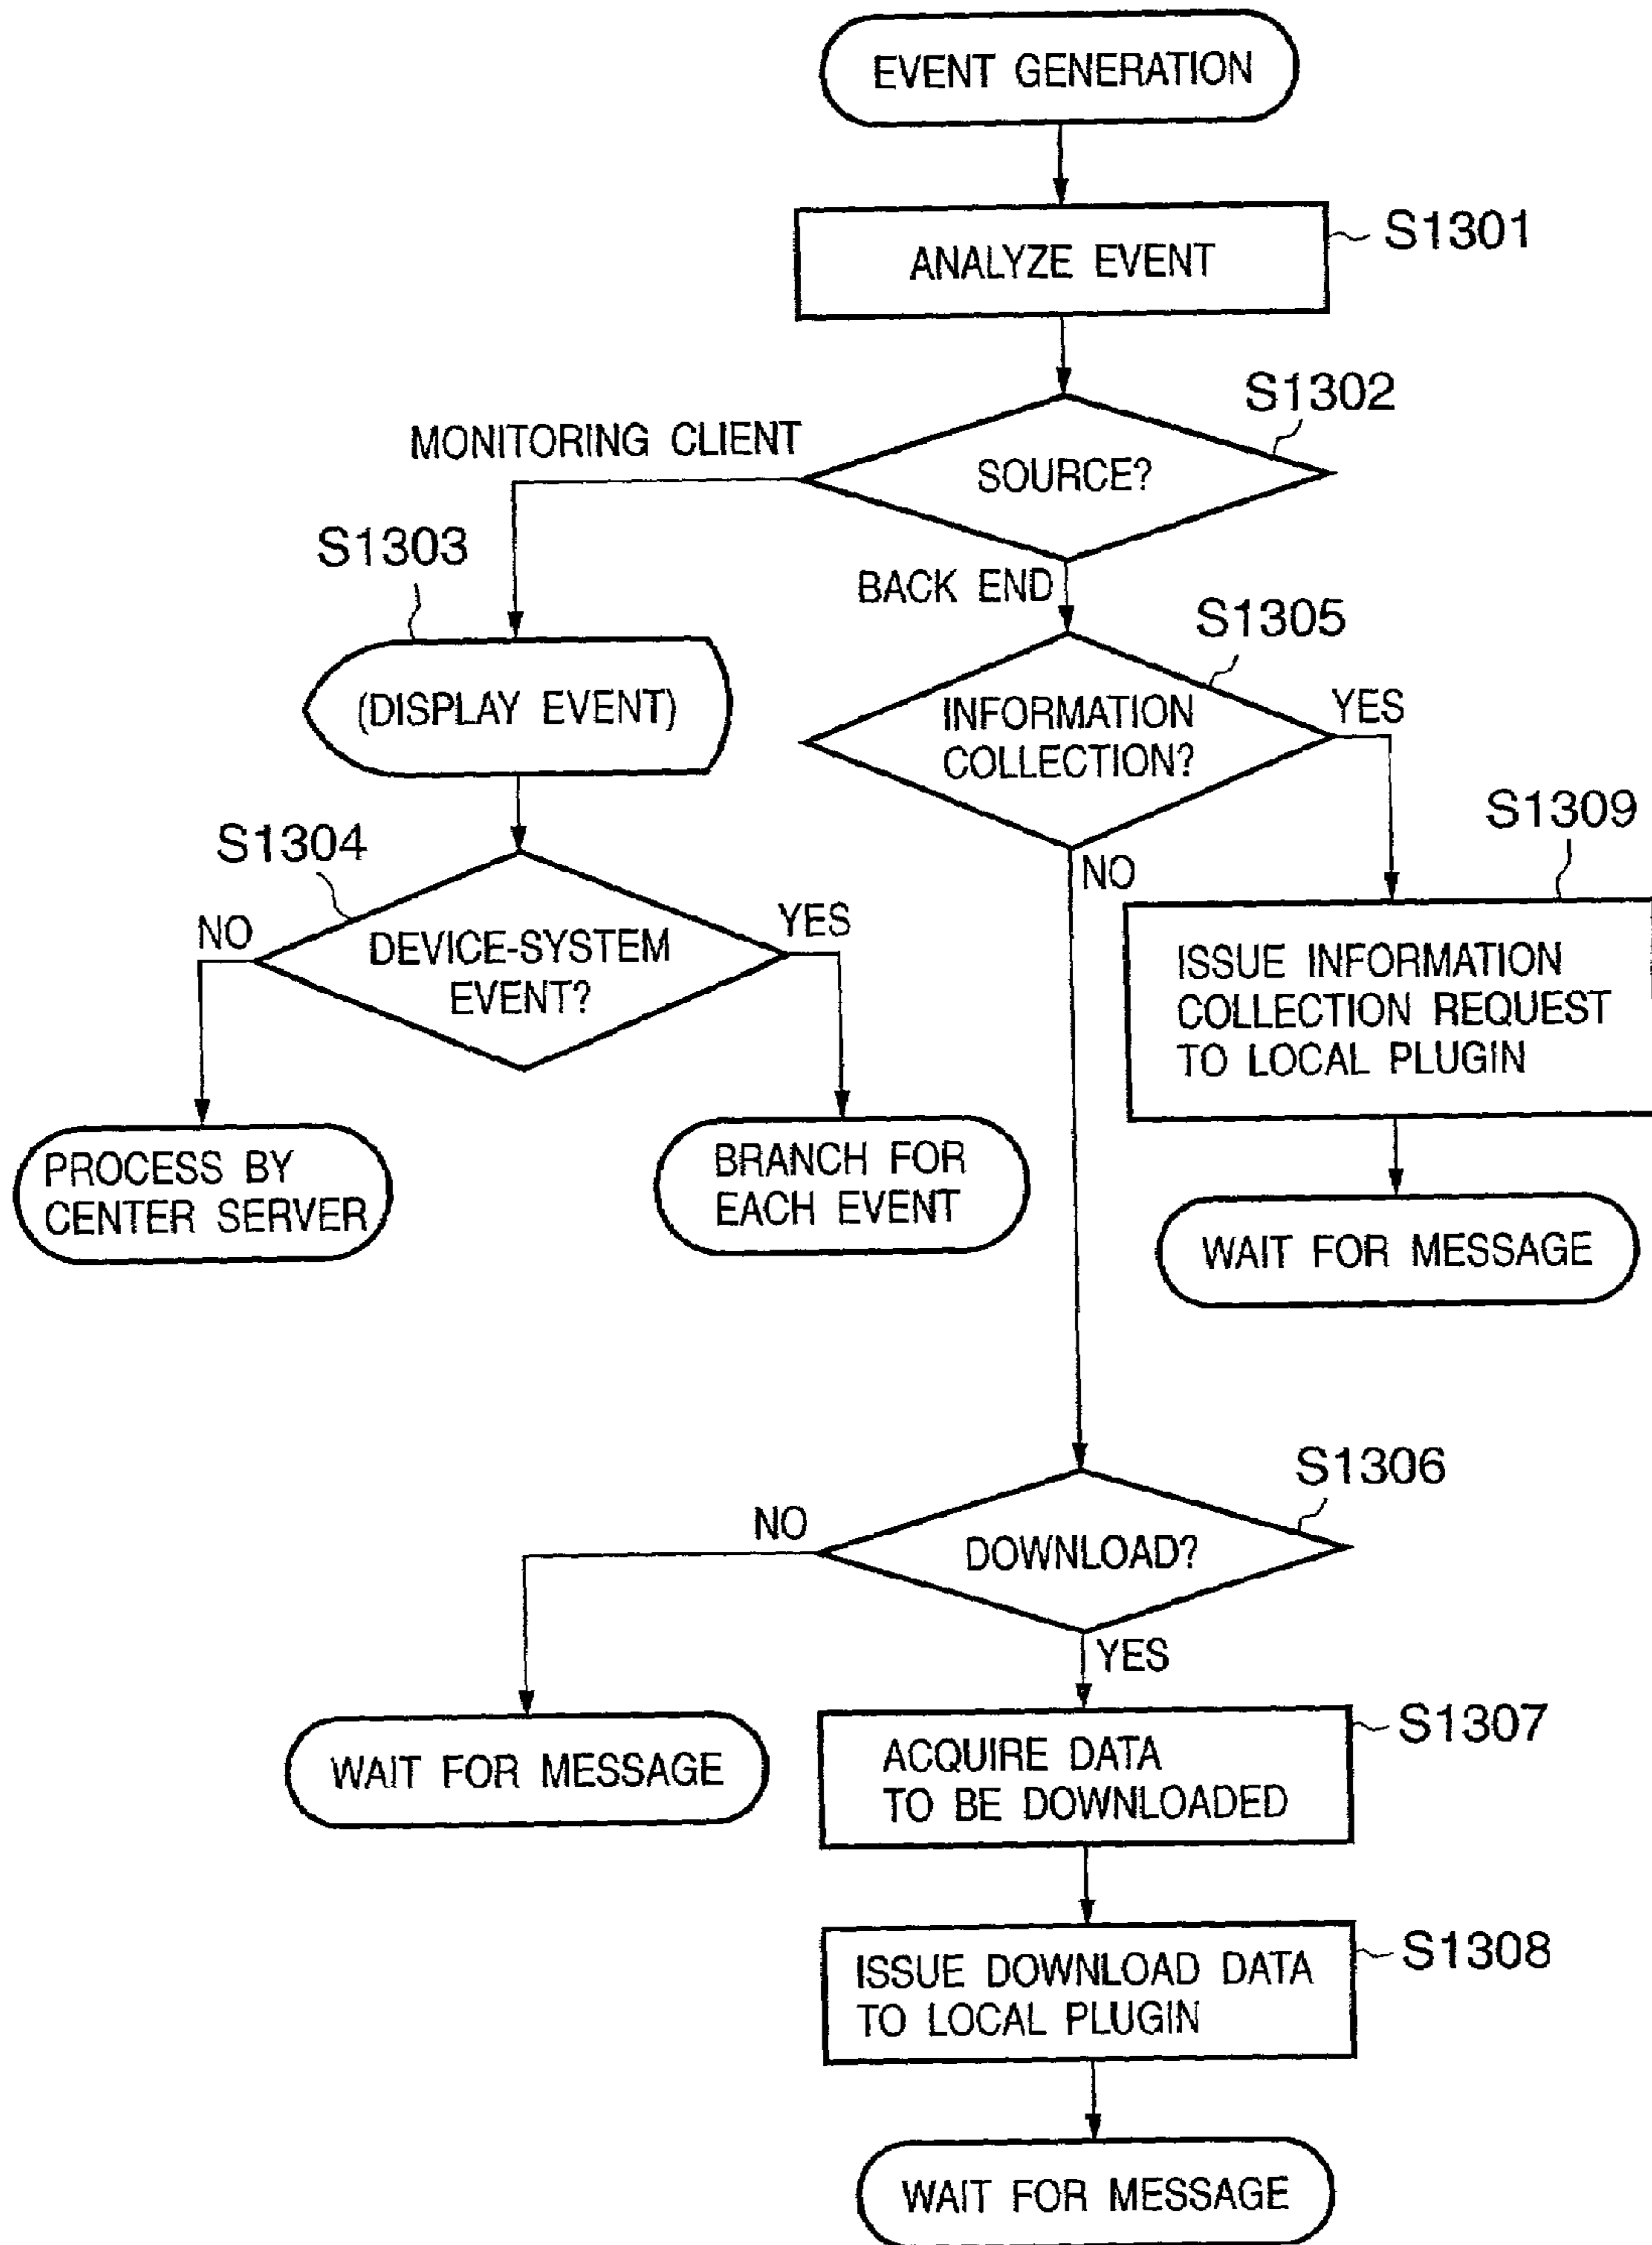 EVENT GENERATION
ANALYZE EVENT
S1301
S1302
MONITORING CLIENT
SOURCE?
S1303
BACK END
S1305
(DISPLAY EVENT)
INFORMATION
COLLECTION?
YES
S1309
S1304
NO
NO
DEVICE-SYSTEM
EVENT?
YES
ISSUE INFORMATION
COLLECTION REQUEST
TO LOCAL PLUGIN
PROCESS BY
CENTER SERVER
BRANCH FOR
EACH EVENT
WAIT FOR MESSAGE
S1306
NO
DOWNLOAD?
YES
S1307
WAIT FOR MESSAGE
ACQUIRE DATA
TO BE DOWNLOADED
S1308
ISSUE DOWNLOAD DATA
TO LOCAL PLUGIN
WAIT FOR MESSAGE